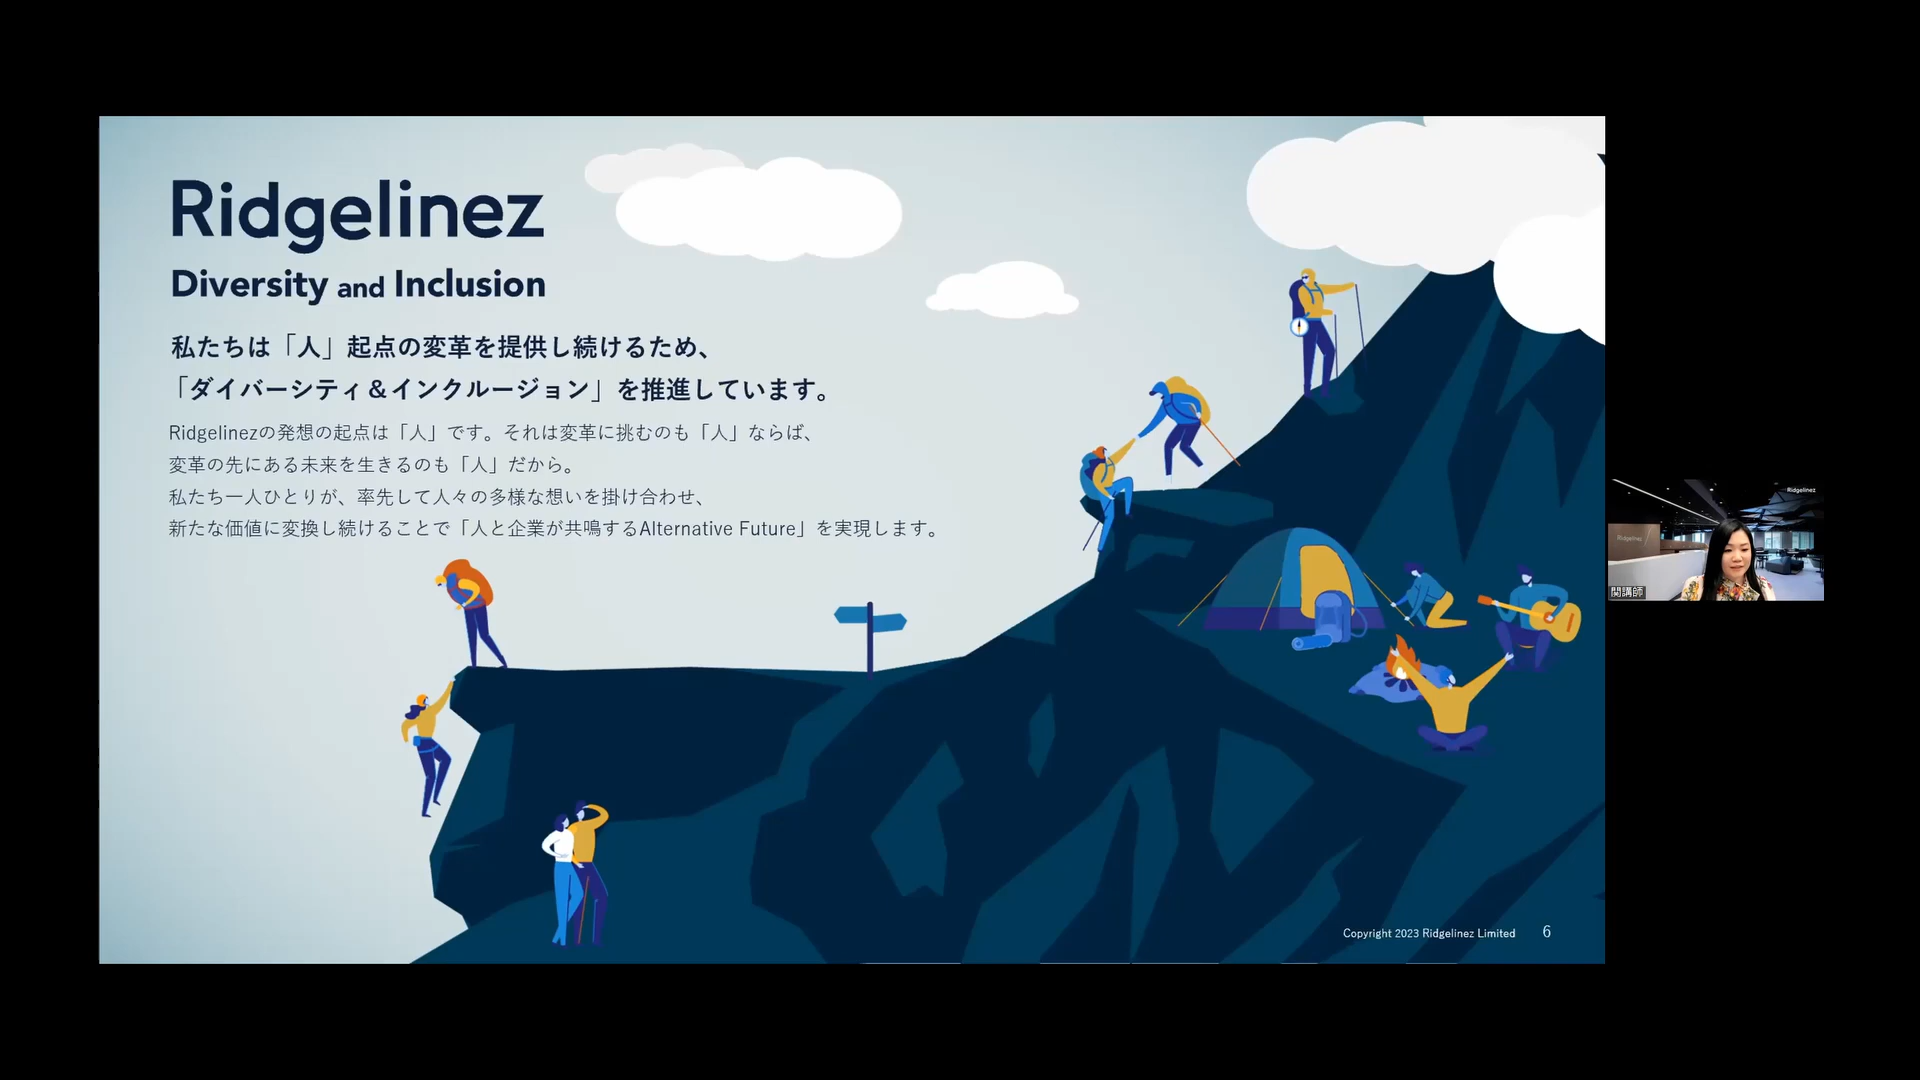 Ridgelinez
Diversity and Inclusion
私たちは「人」起点の変革を提供し続けるため、
「ダイバーシティ＆インクルージョン」を推進しています。
Ridgelinezの発想の起点は「人」です。それは変革に挑むのも「人」ならば、
変革の先にある未来を生きるのも「人」だから。
私たち一人ひとりが、率先して人々の多様な想いを掛け合わせ、
新たな価値に変換し続けることで「人と企業が共鳴するAlternative Future」を実現します。
Copyright 2023 Ridgelinez Limited 6
Ridgelinez
Ridgelinez
関講師